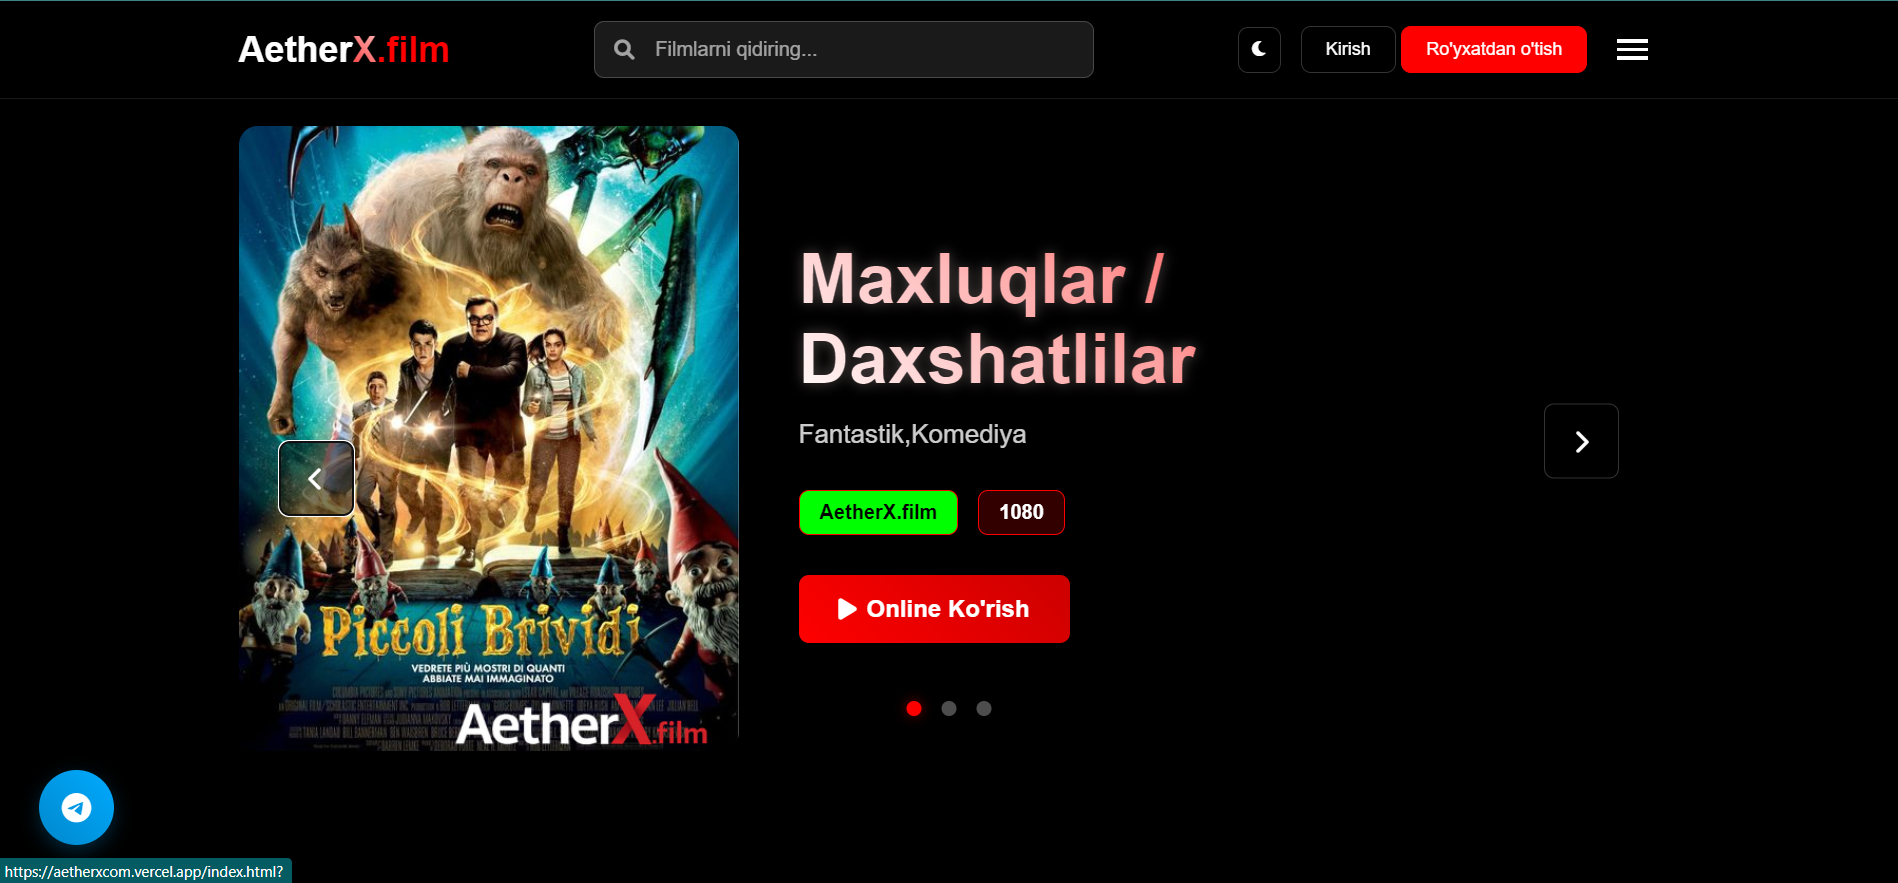 AetherX.film
Filmlarni qidiring...
Kirish
Ro'yxatdan o'tish
Maxluqlar /
Daxshatlilar
Fantastik,Komediya
AetherX.film
1080
Online Ko'rish
Piccoli Brividi
VEDRETE PIÙ MOSTRI DI QUANTI
ABBIATE MAI IMMAGINATO
AetherX.film
https://aetherxcom.vercel.app/index.html?